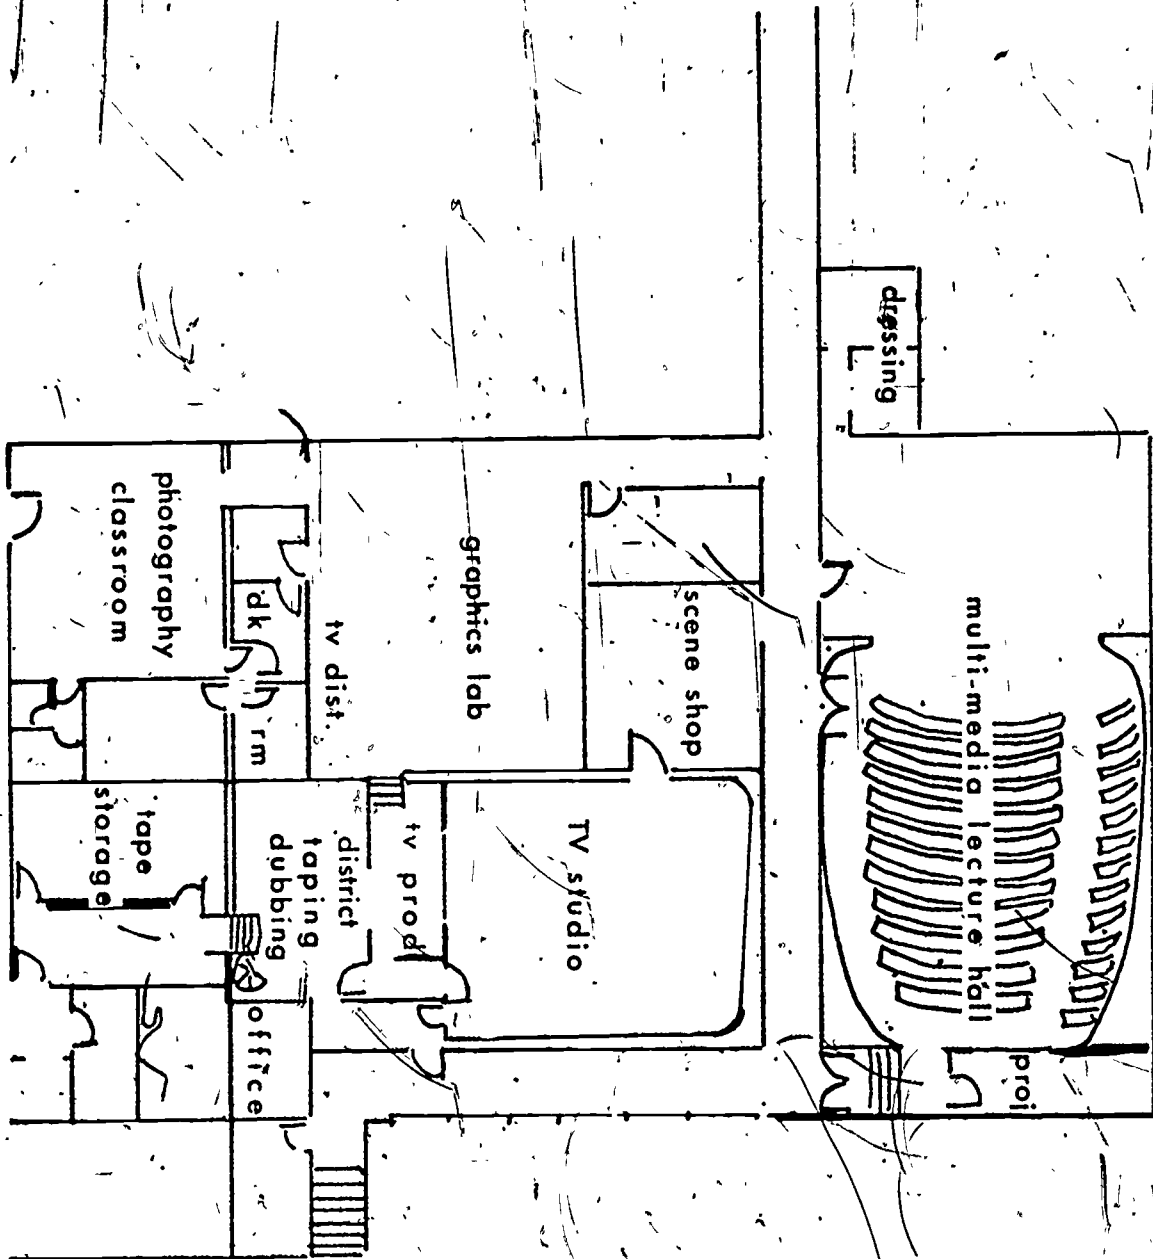 dressing
multi-media lecture hall
proj
scene shop
graphics lab
TV studio
tv dist.
tv prod
district
taping
dubbing
dk
rm
office
photography
classroom
tape
storage